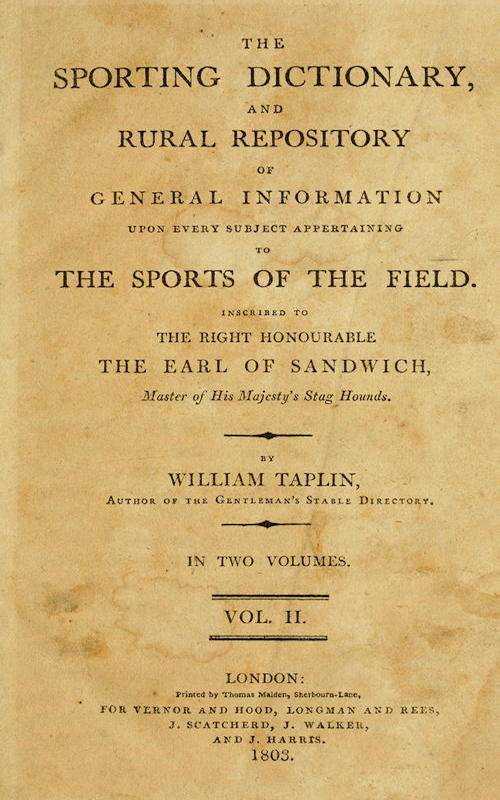 THE
SPORTING DICTIONARY,
AND
RURAL REPOSITORY
OF
GENERAL INFORMATION
UPON EVERY SUBJECT APPERTAINING
TO
THE SPORTS OF THE FIELD.
INSCRIBED TO
THE RIGHT HONOURABLE
THE EARL OF SANDWICH,
Master of His Majesty's Stag Hounds.
BY
WILLIAM TAPLIN,
AUTHOR OF THE GENTLEMAN'S STABLE DIRECTORY.
IN TWO VOLUMES.
VOL. II.
LONDON:
Printed by Thomas Maiden, Sherbourn-Lane,
FOR VERNOR AND HOOD, LONGMAN AND REES,
J. SCATCHERD, J. WALKER,
AND J. HARRIS.
1803.